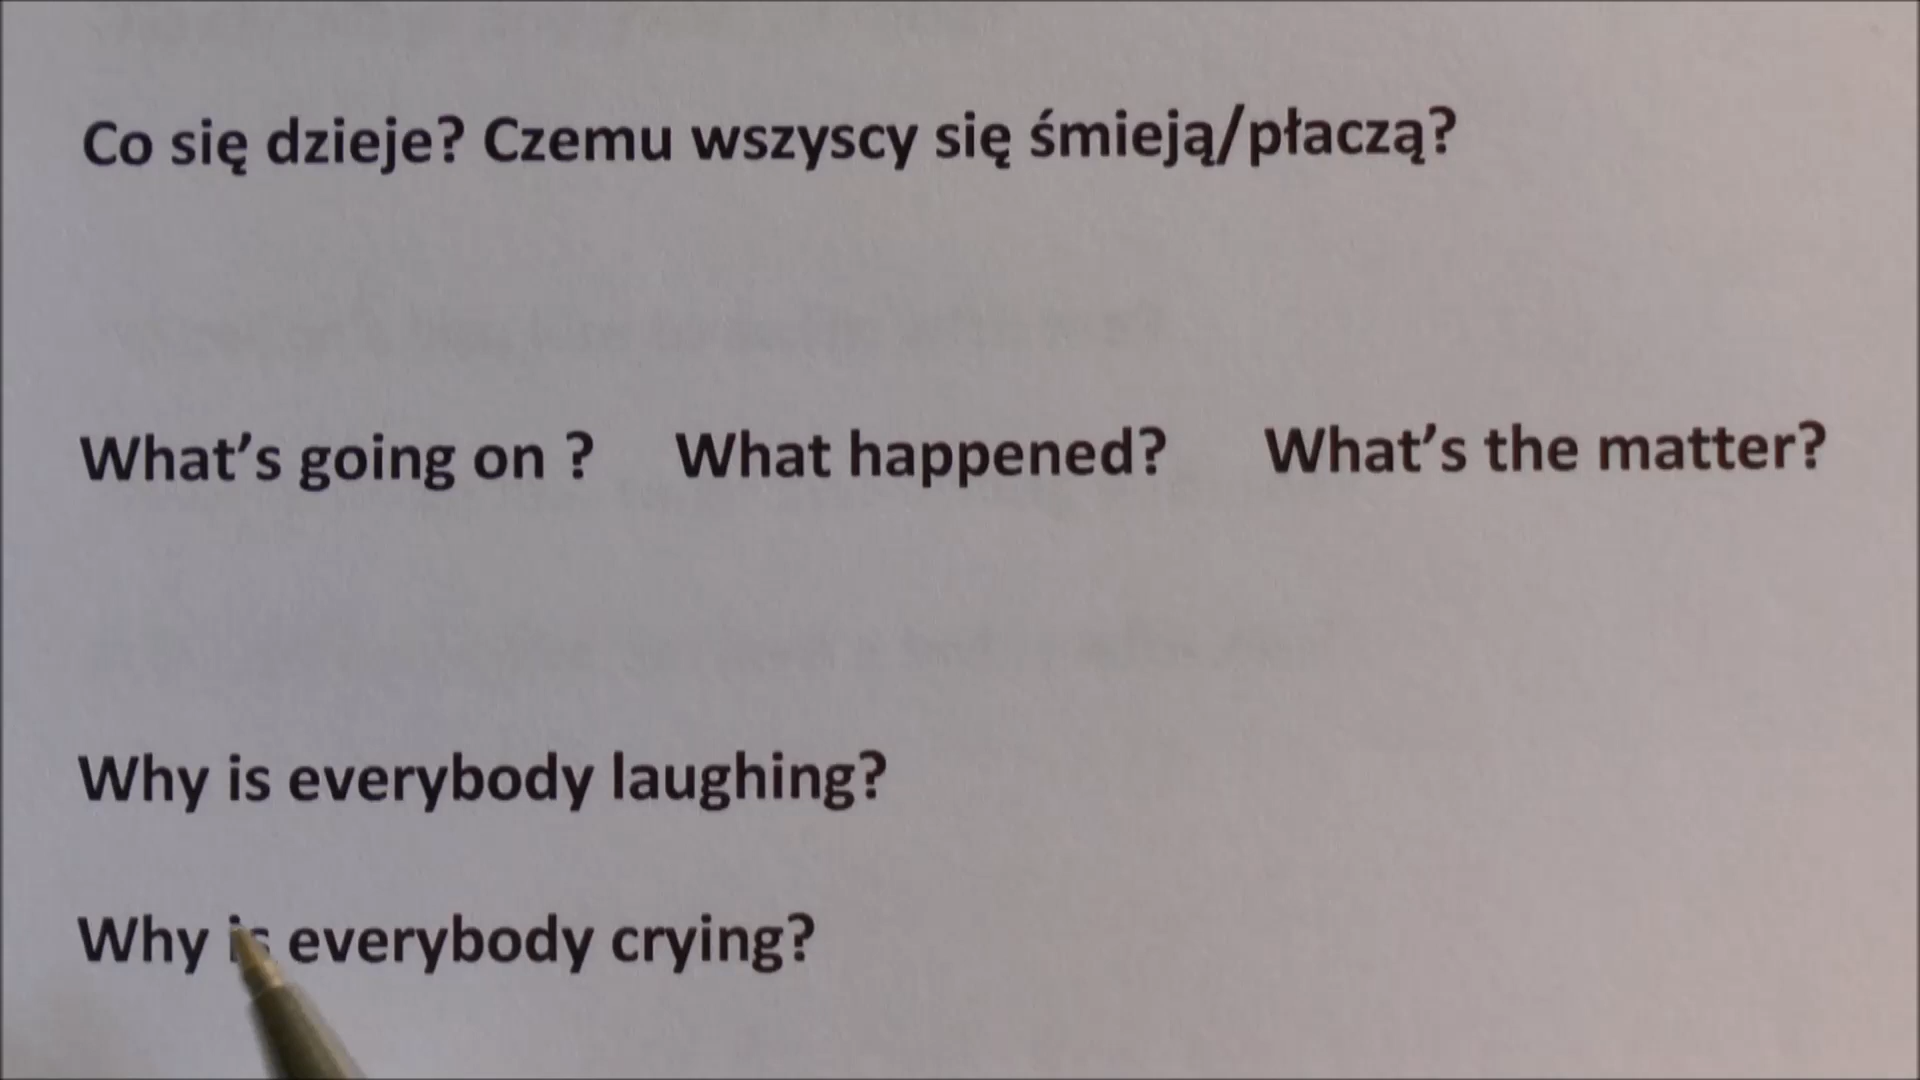 Co się dzieje? Czemu wszyscy się śmieją/płaczą?
What's going on ? What happened? What's the matter?
Why is everybody laughing?
Why is everybody crying?